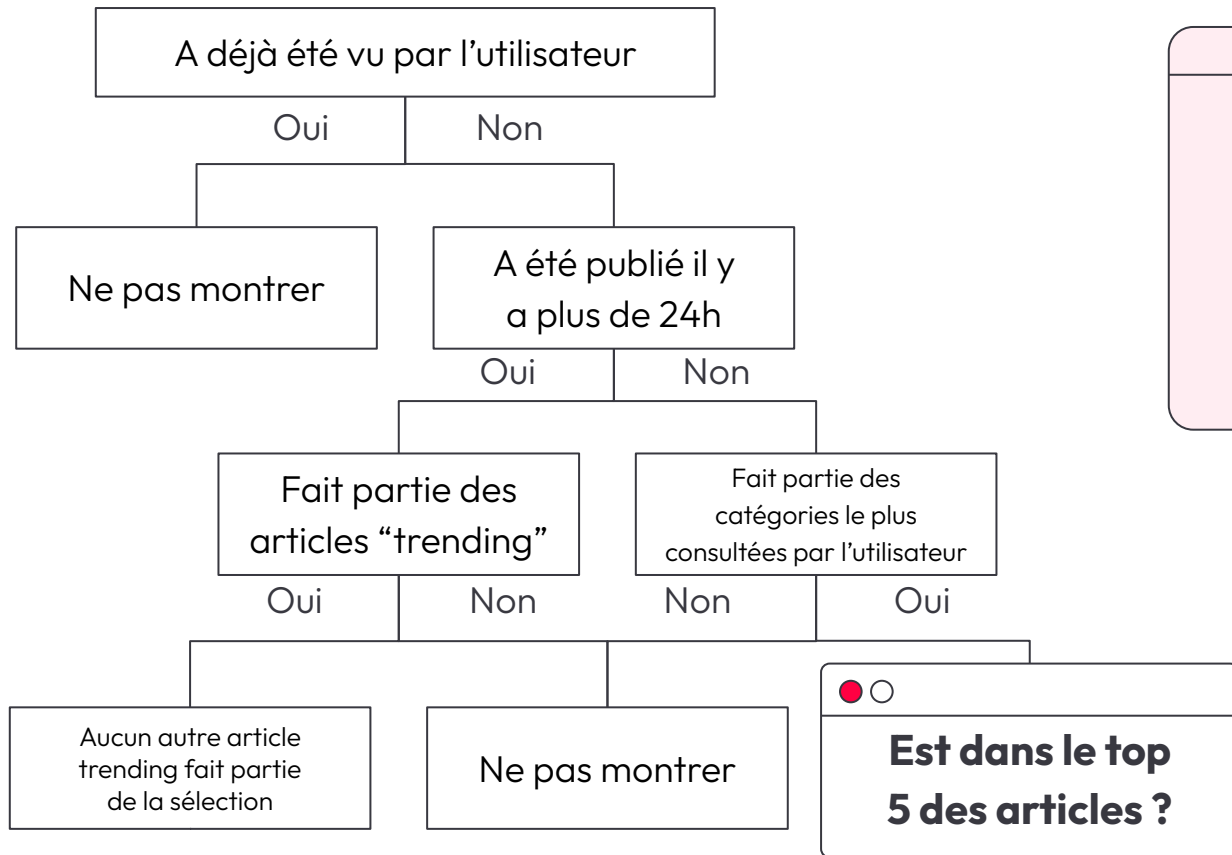 A déjà été vu par l’utilisateur
Oui
Non
Ne pas montrer
A été publié il y
a plus de 24h
Oui
Non
Fait partie des
articles “trending”
Fait partie des
catégories le plus
consultées par l’utilisateur
Oui
Non
Non
Oui
Aucun autre article
trending fait partie
de la sélection
Ne pas montrer
Est dans le top
5 des articles ?